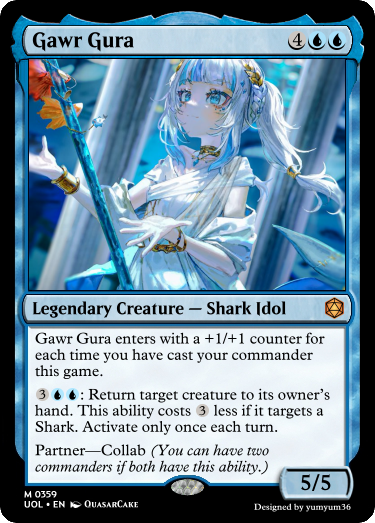 Gawr Gura 4
Legendary Creature — Shark Idol
Gawr Gura enters with a +1/+1 counter for
each time you have cast your commander
this game.
3: Return target creature to its owner's
hand. This ability costs 3 less if it targets a
Shark. Activate only once each turn.
Partner—Collab (You can have two
commanders if both have this ability.)
5/5
M 0359
UOL • EN QuasarCake
Designed by yumyum36